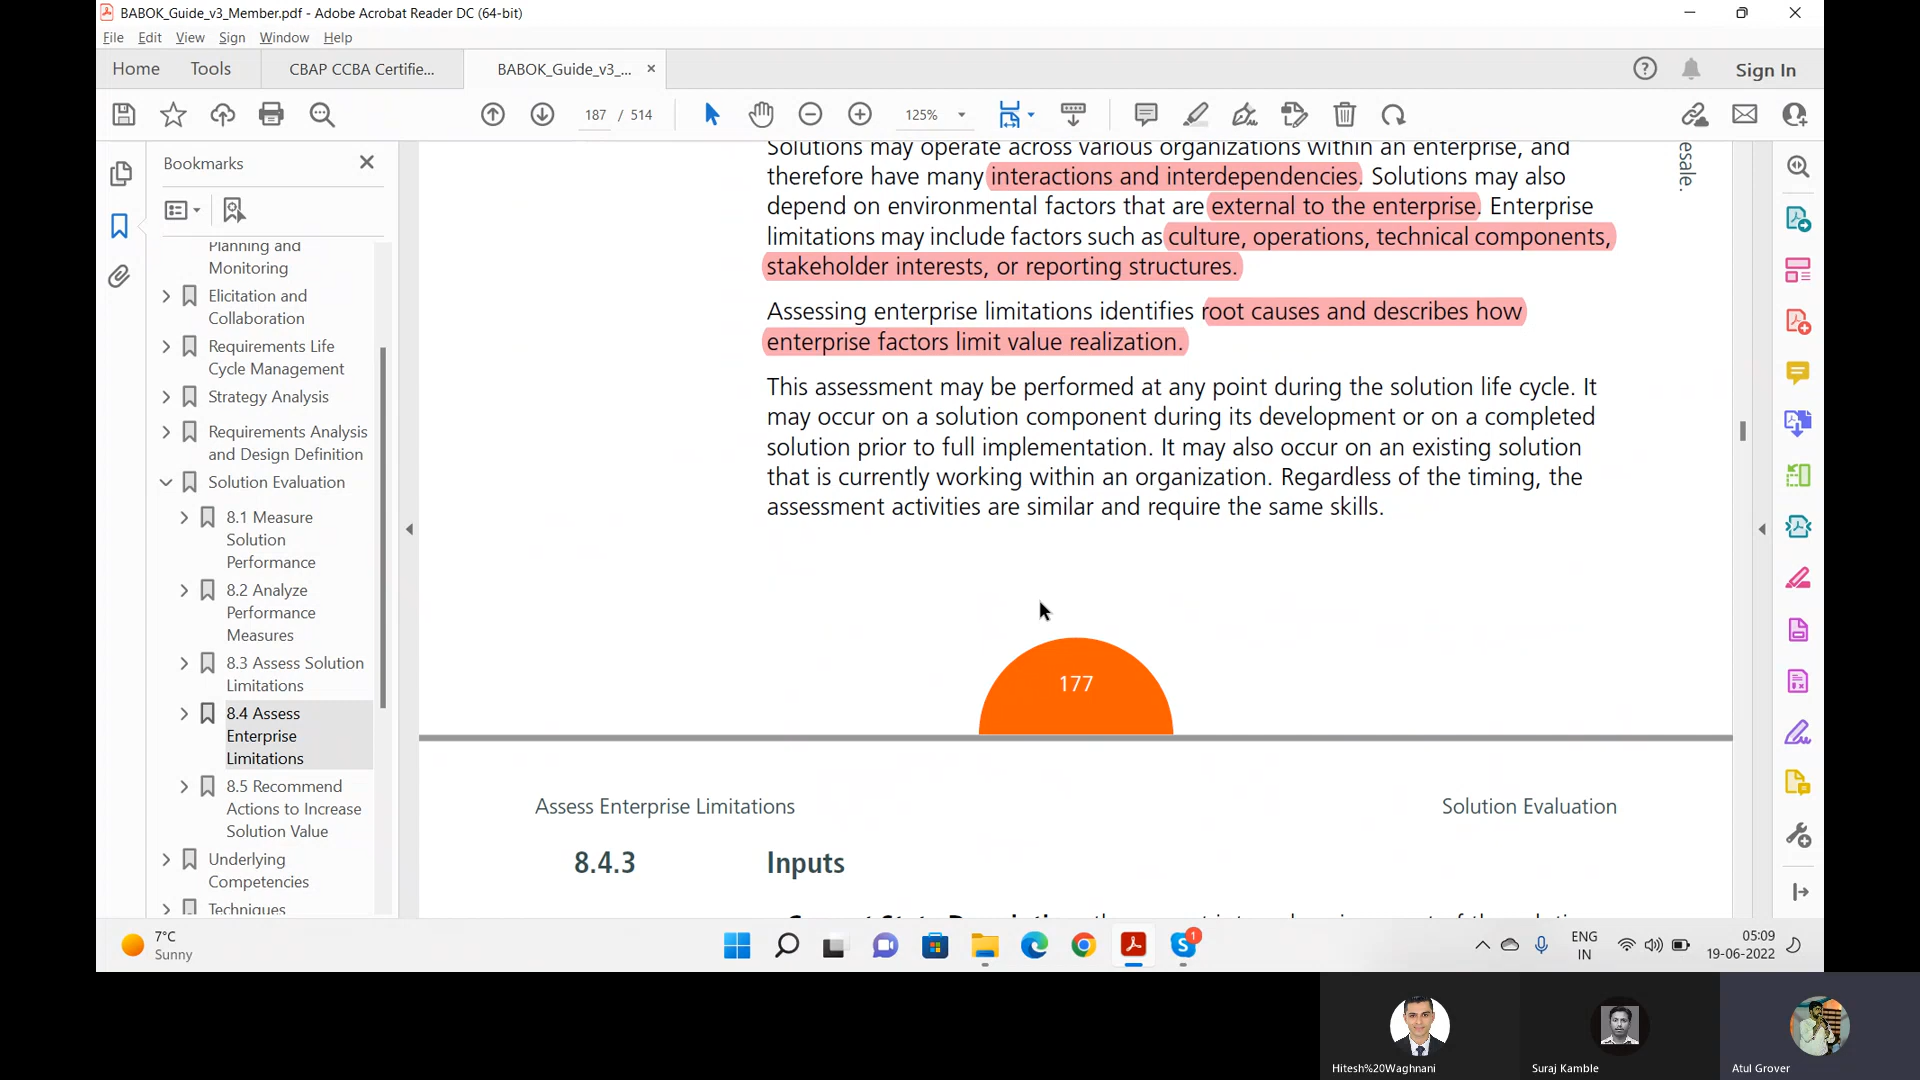 BABOK_Guide_v3_Member.pdf - Adobe Acrobat Reader DC (64-bit)
File Edit View Sign Window Help
Home Tools CBAP CCBA Certifie... BABOK_Guide_v3_... Sign In
187 / 514 125%
Bookmarks
Planning and
Monitoring
Elicitation and
Collaboration
Requirements Life
Cycle Management
Strategy Analysis
Requirements Analysis
and Design Definition
Solution Evaluation
8.1 Measure
Solution
Performance
8.2 Analyze
Performance
Measures
8.3 Assess Solution
Limitations
8.4 Assess
Enterprise
Limitations
8.5 Recommend
Actions to Increase
Solution Value
Underlying
Competencies
Techniques
Solutions may operate across various organizations within an enterprise, and
therefore have many interactions and interdependencies. Solutions may also
depend on environmental factors that are external to the enterprise. Enterprise
limitations may include factors such as culture, operations, technical components,
stakeholder interests, or reporting structures.
Assessing enterprise limitations identifies root causes and describes how
enterprise factors limit value realization.
This assessment may be performed at any point during the solution life cycle. It
may occur on a solution component during its development or on a completed
solution prior to full implementation. It may also occur on an existing solution
that is currently working within an organization. Regardless of the timing, the
assessment activities are similar and require the same skills.
esale.
177
Assess Enterprise Limitations Solution Evaluation
8.4.3 Inputs
7°C
Sunny
1
ENG
IN
05:09
19-06-2022
Hitesh%20Waghnani Suraj Kamble Atul Grover